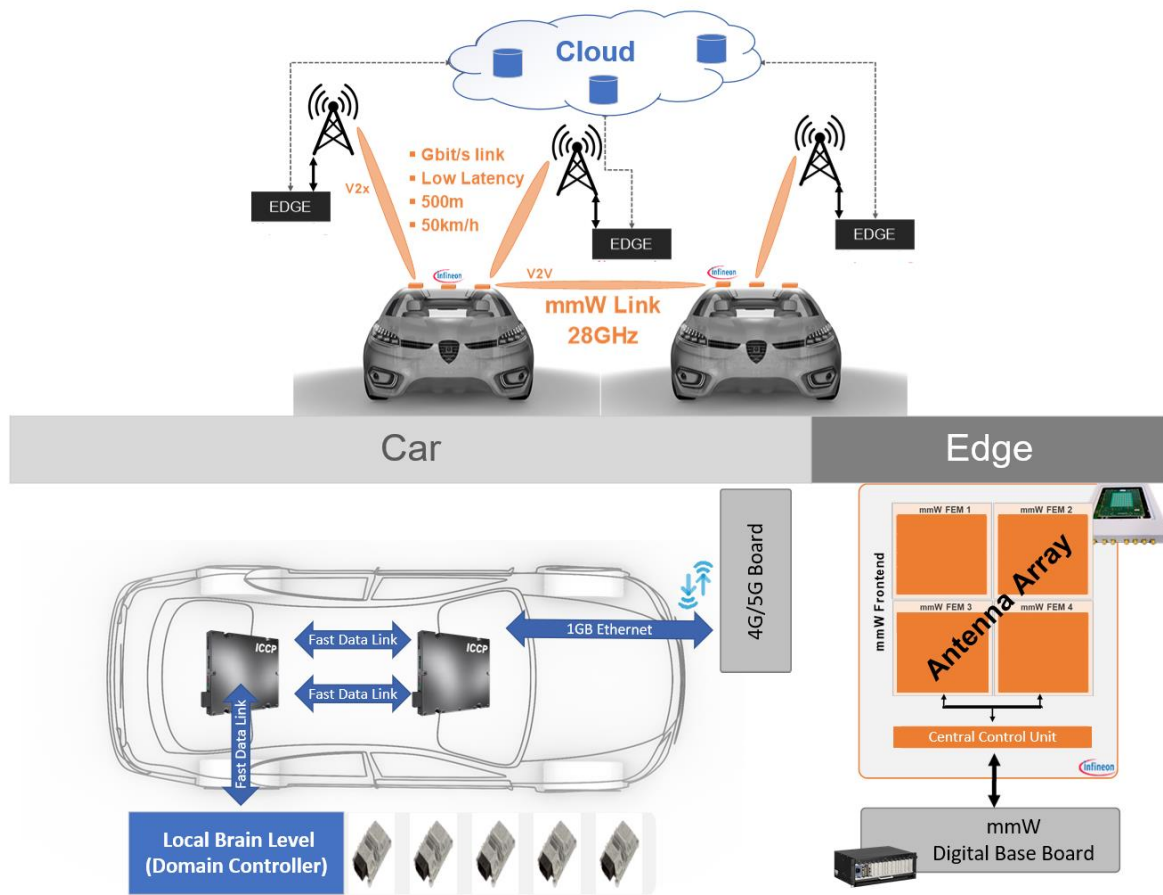 Cloud
▪ Gbit/s link
▪ Low Latency
▪ 500m
▪ 50km/h
V2x
EDGE
EDGE
EDGE
infineon
V2V
infineon
mmW Link
28GHz
Car
Edge
4G/5G Board
1GB Ethernet
ICCP
Fast Data Link
ICCP
Fast Data Link
Fast Data Link
Local Brain Level
(Domain Controller)
mmW Frontend
mmW FEM 1
mmW FEM 2
mmW FEM 3
mmW FEM 4
Antenna Array
Central Control Unit
infineon
mmW
Digital Base Board